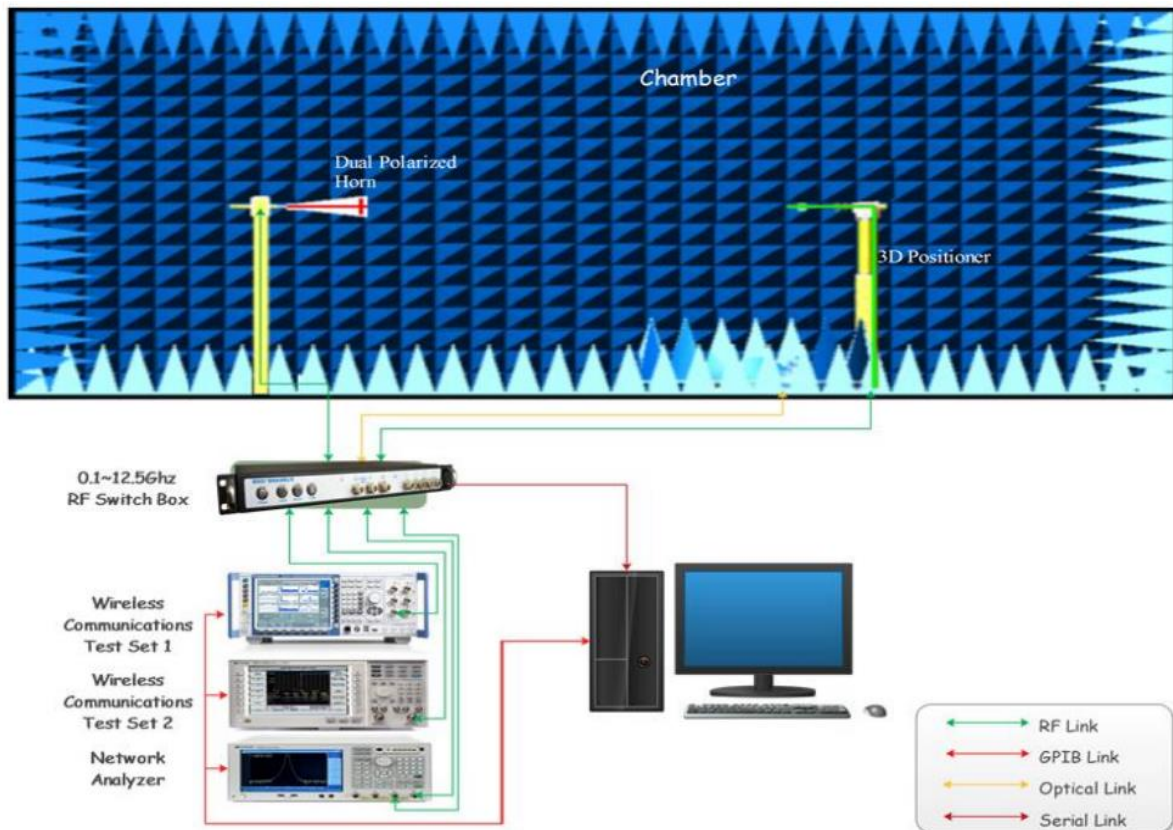 Chamber
Dual Polarized
Horn
3D Positioner
0.1~12.5Ghz
RF Switch Box
Wireless
Communications
Test Set 1
Wireless
Communications
Test Set 2
Network
Analyzer
RF Link
GPIB Link
Optical Link
Serial Link